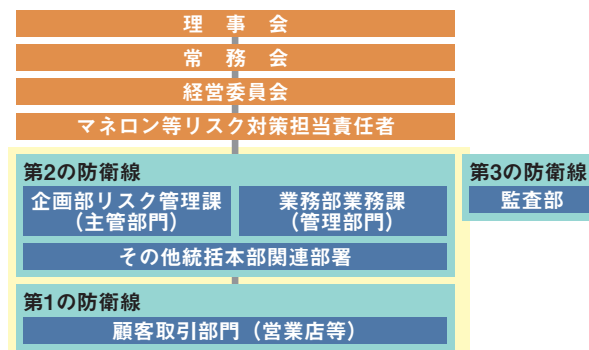 理事会
常務会
経営委員会
マネロン等リスク対策担当責任者
第2の防衛線
企画部リスク管理課
（主管部門）
業務部業務課
（管理部門）
その他統括本部関連部署
第3の防衛線
監査部
第1の防衛線
顧客取引部門（営業店等）